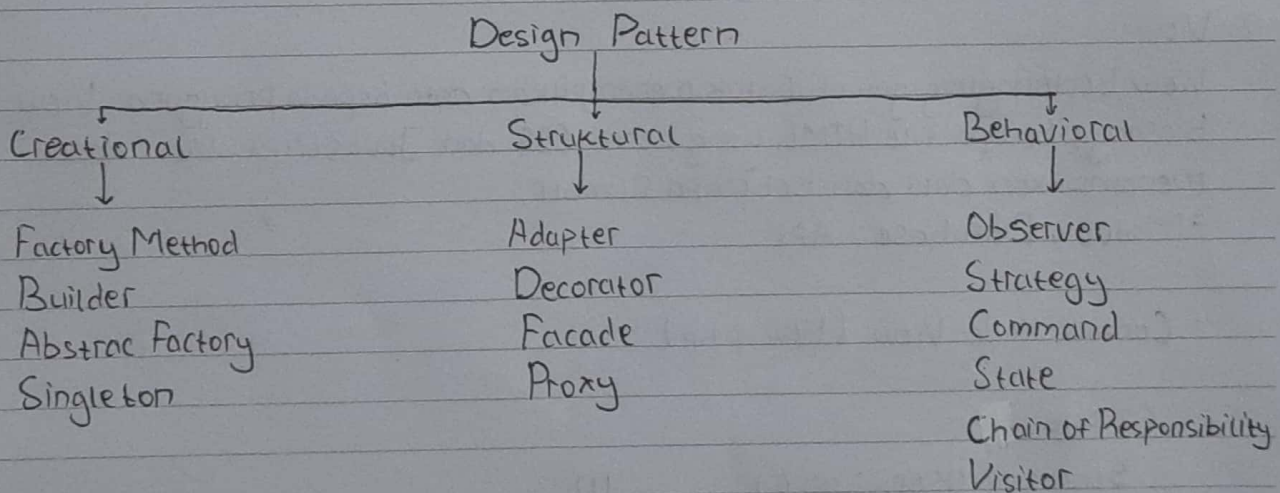 Design Pattern
Creational
Factory Method
Builder
Abstrac Factory
Singleton
Struktural
Adapter
Decorator
Facade
Proxy
Behavioral
Observer
Strategy
Command
State
Chain of Responsibility
Visitor